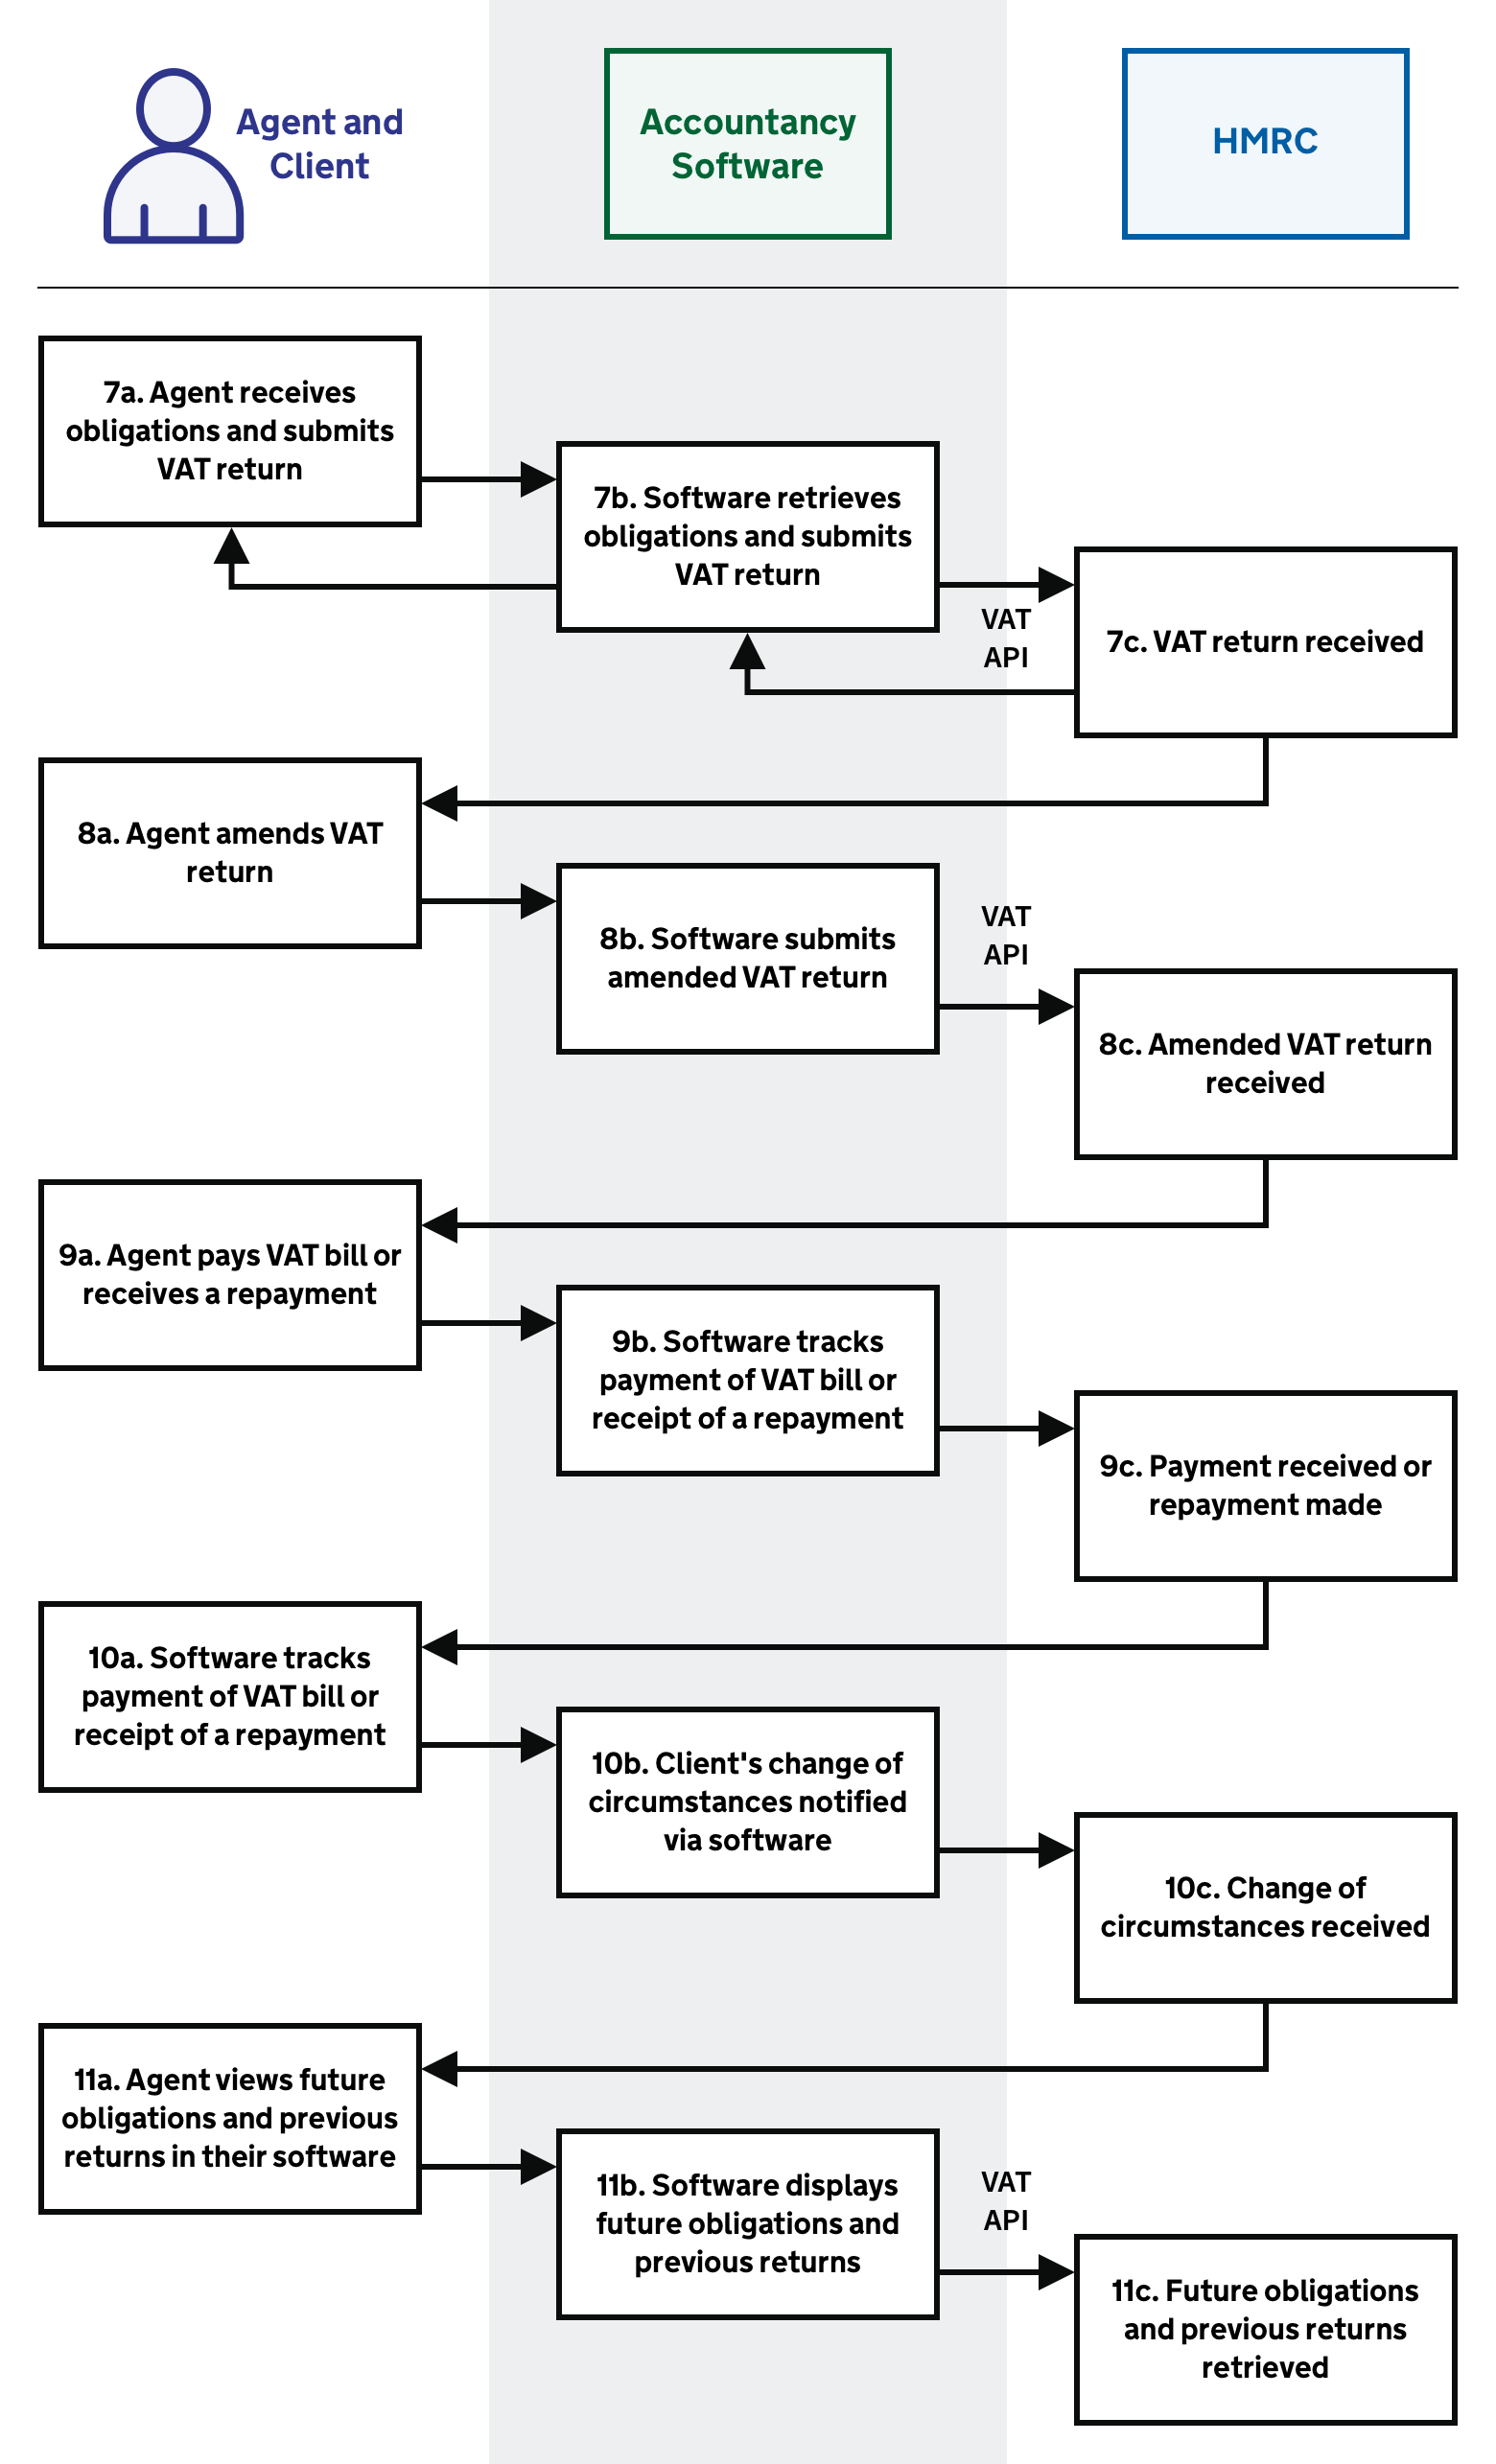 Agent and
Client
Accountancy
Software
HMRC
7a. Agent receives
obligations and submits
VAT return
7b. Software retrieves
obligations and submits
VAT return
VAT
API
7c. VAT return received
8a. Agent amends VAT
return
8b. Software submits
amended VAT return
VAT
API
8c. Amended VAT return
received
9a. Agent pays VAT bill or
receives a repayment
9b. Software tracks
payment of VAT bill or
receipt of a repayment
9c. Payment received or
repayment made
10a. Software tracks
payment of VAT bill or
receipt of a repayment
10b. Client's change of
circumstances notified
via software
10c. Change of
circumstances received
11a. Agent views future
obligations and previous
returns in their software
11b. Software displays
future obligations and
previous returns
VAT
API
11c. Future obligations
and previous returns
retrieved